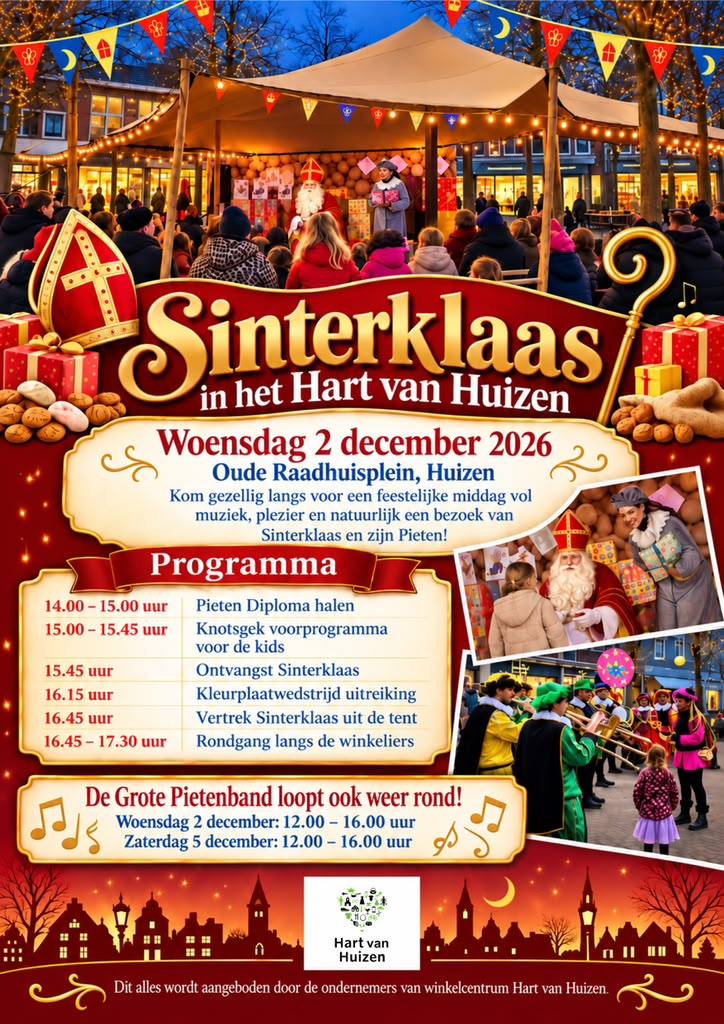 Sinterklaas
in het Hart van Huizen
Woensdag 2 december 2026
Oude Raadhuisplein, Huizen
Kom gezellig langs voor een feestelijke middag vol
muziek, plezier en natuurlijk een bezoek van
Sinterklaas en zijn Pieten!
Programma
14.00 – 15.00 uur Pieten Diploma halen
15.00 – 15.45 uur Knotsgek voorprogramma
voor de kids
15.45 uur Ontvangst Sinterklaas
16.15 uur Kleurplaatwedstrijd uitreiking
16.45 uur Vertrek Sinterklaas uit de tent
16.45 – 17.30 uur Rondgang langs de winkeliers
De Grote Pietenband loopt ook weer rond!
Woensdag 2 december: 12.00 – 16.00 uur
Zaterdag 5 december: 12.00 – 16.00 uur
Hart van
Huizen
Dit alles wordt aangeboden door de ondernemers van winkelcentrum Hart van Huizen.